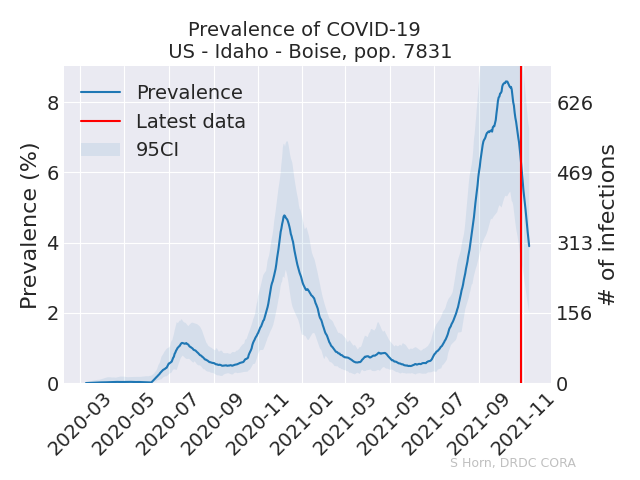 Prevalence of COVID-19
US - Idaho - Boise, pop. 7831
Prevalence
Latest data
95CI
Prevalence (%)
8
6
4
2
0
# of infections
626
469
313
156
0
2020-03
2020-05
2020-07
2020-09
2020-11
2021-01
2021-03
2021-05
2021-07
2021-09
2021-11
S Horn, DRDC CORA